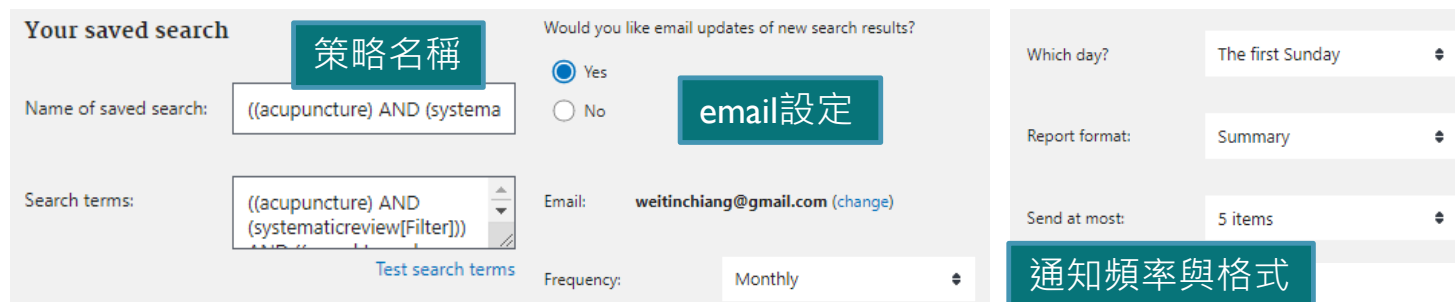 Your saved search
策略名稱
Name of saved search:
((acupuncture) AND (systema
Search terms:
((acupuncture) AND
(systematicreview[Filter]))
Test search terms
Would you like email updates of new search results?
Yes
No
email設定
Email: weitinchiang@gmail.com (change)
Frequency: Monthly
Which day? The first Sunday
Report format: Summary
Send at most: 5 items
通知頻率與格式